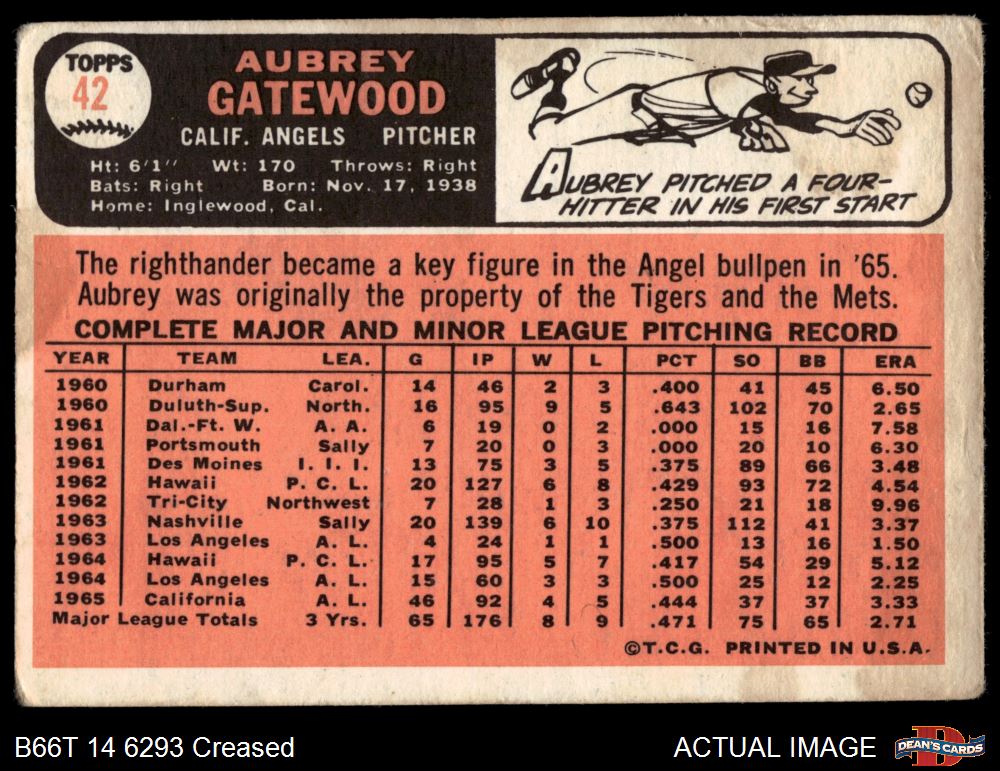 TOPPS
42
AUBREY
GATEWOOD
CALIF. ANGELS PITCHER
Ht: 6'1" Wt: 170 Throws: Right
Bats: Right Born: Nov. 17, 1938
Home: Inglewood, Cal.
AUBREY PITCHED A FOUR-
HITTER IN HIS FIRST START
The righthander became a key figure in the Angel bullpen in '65.
Aubrey was originally the property of the Tigers and the Mets.
COMPLETE MAJOR AND MINOR LEAGUE PITCHING RECORD
YEAR TEAM LEA. G IP W L PCT SO BB ERA
1960 Durham Carol. 14 46 2 3 .400 41 45 6.50
1960 Duluth-Sup. North. 16 95 9 5 .643 102 70 2.65
1961 Dal.-Ft. W. A. A. 6 19 0 2 .000 15 16 7.58
1961 Portsmouth Sally 7 20 0 3 .000 20 10 6.30
1961 Des Moines I. I. I. 13 75 3 5 .375 89 66 3.48
1962 Hawaii P. C. L. 20 127 6 8 .429 93 72 4.54
1962 Tri-City Northwest 7 28 1 3 .250 21 18 9.96
1963 Nashville Sally 20 139 6 10 .375 112 41 3.37
1963 Los Angeles A. L. 4 24 1 1 .500 13 16 1.50
1964 Hawaii P. C. L. 17 95 5 7 .417 54 29 5.12
1964 Los Angeles A. L. 15 60 3 3 .500 25 12 2.25
1965 California A. L. 46 92 4 5 .444 37 37 3.33
Major League Totals 3 Yrs. 65 176 8 9 .471 75 65 2.71
©T.C.G. PRINTED IN U.S.A.
B66T 14 6293 Creased
ACTUAL IMAGE
D
DEAN'S CARDS